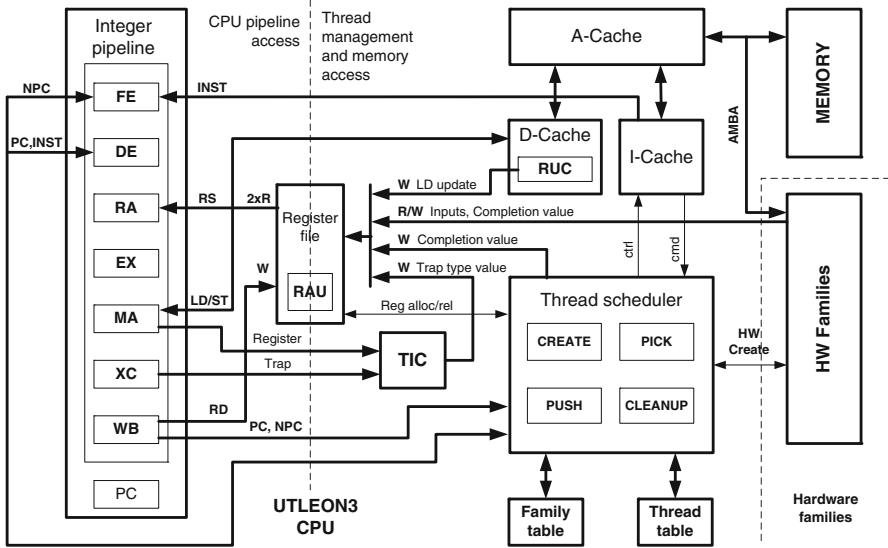 Integer
pipeline
CPU pipeline
access
Thread
management
and memory
access
A-Cache
MEMORY
NPC
FE
INST
PC,INST
DE
D-Cache
RUC
I-Cache
AMBA
RA
RS
2xR
Register
file
RAU
W LD update
R/W Inputs, Completion value
W Completion value
W Trap type value
ctrl
cmd
EX
W
LD/ST
MA
Reg alloc/rel
Register
Trap
TIC
XC
RD
WB
PC, NPC
PC
Thread scheduler
CREATE
PICK
PUSH
CLEANUP
HW
Create
HW Families
UTLEON3
CPU
Family
table
Thread
table
Hardware
families